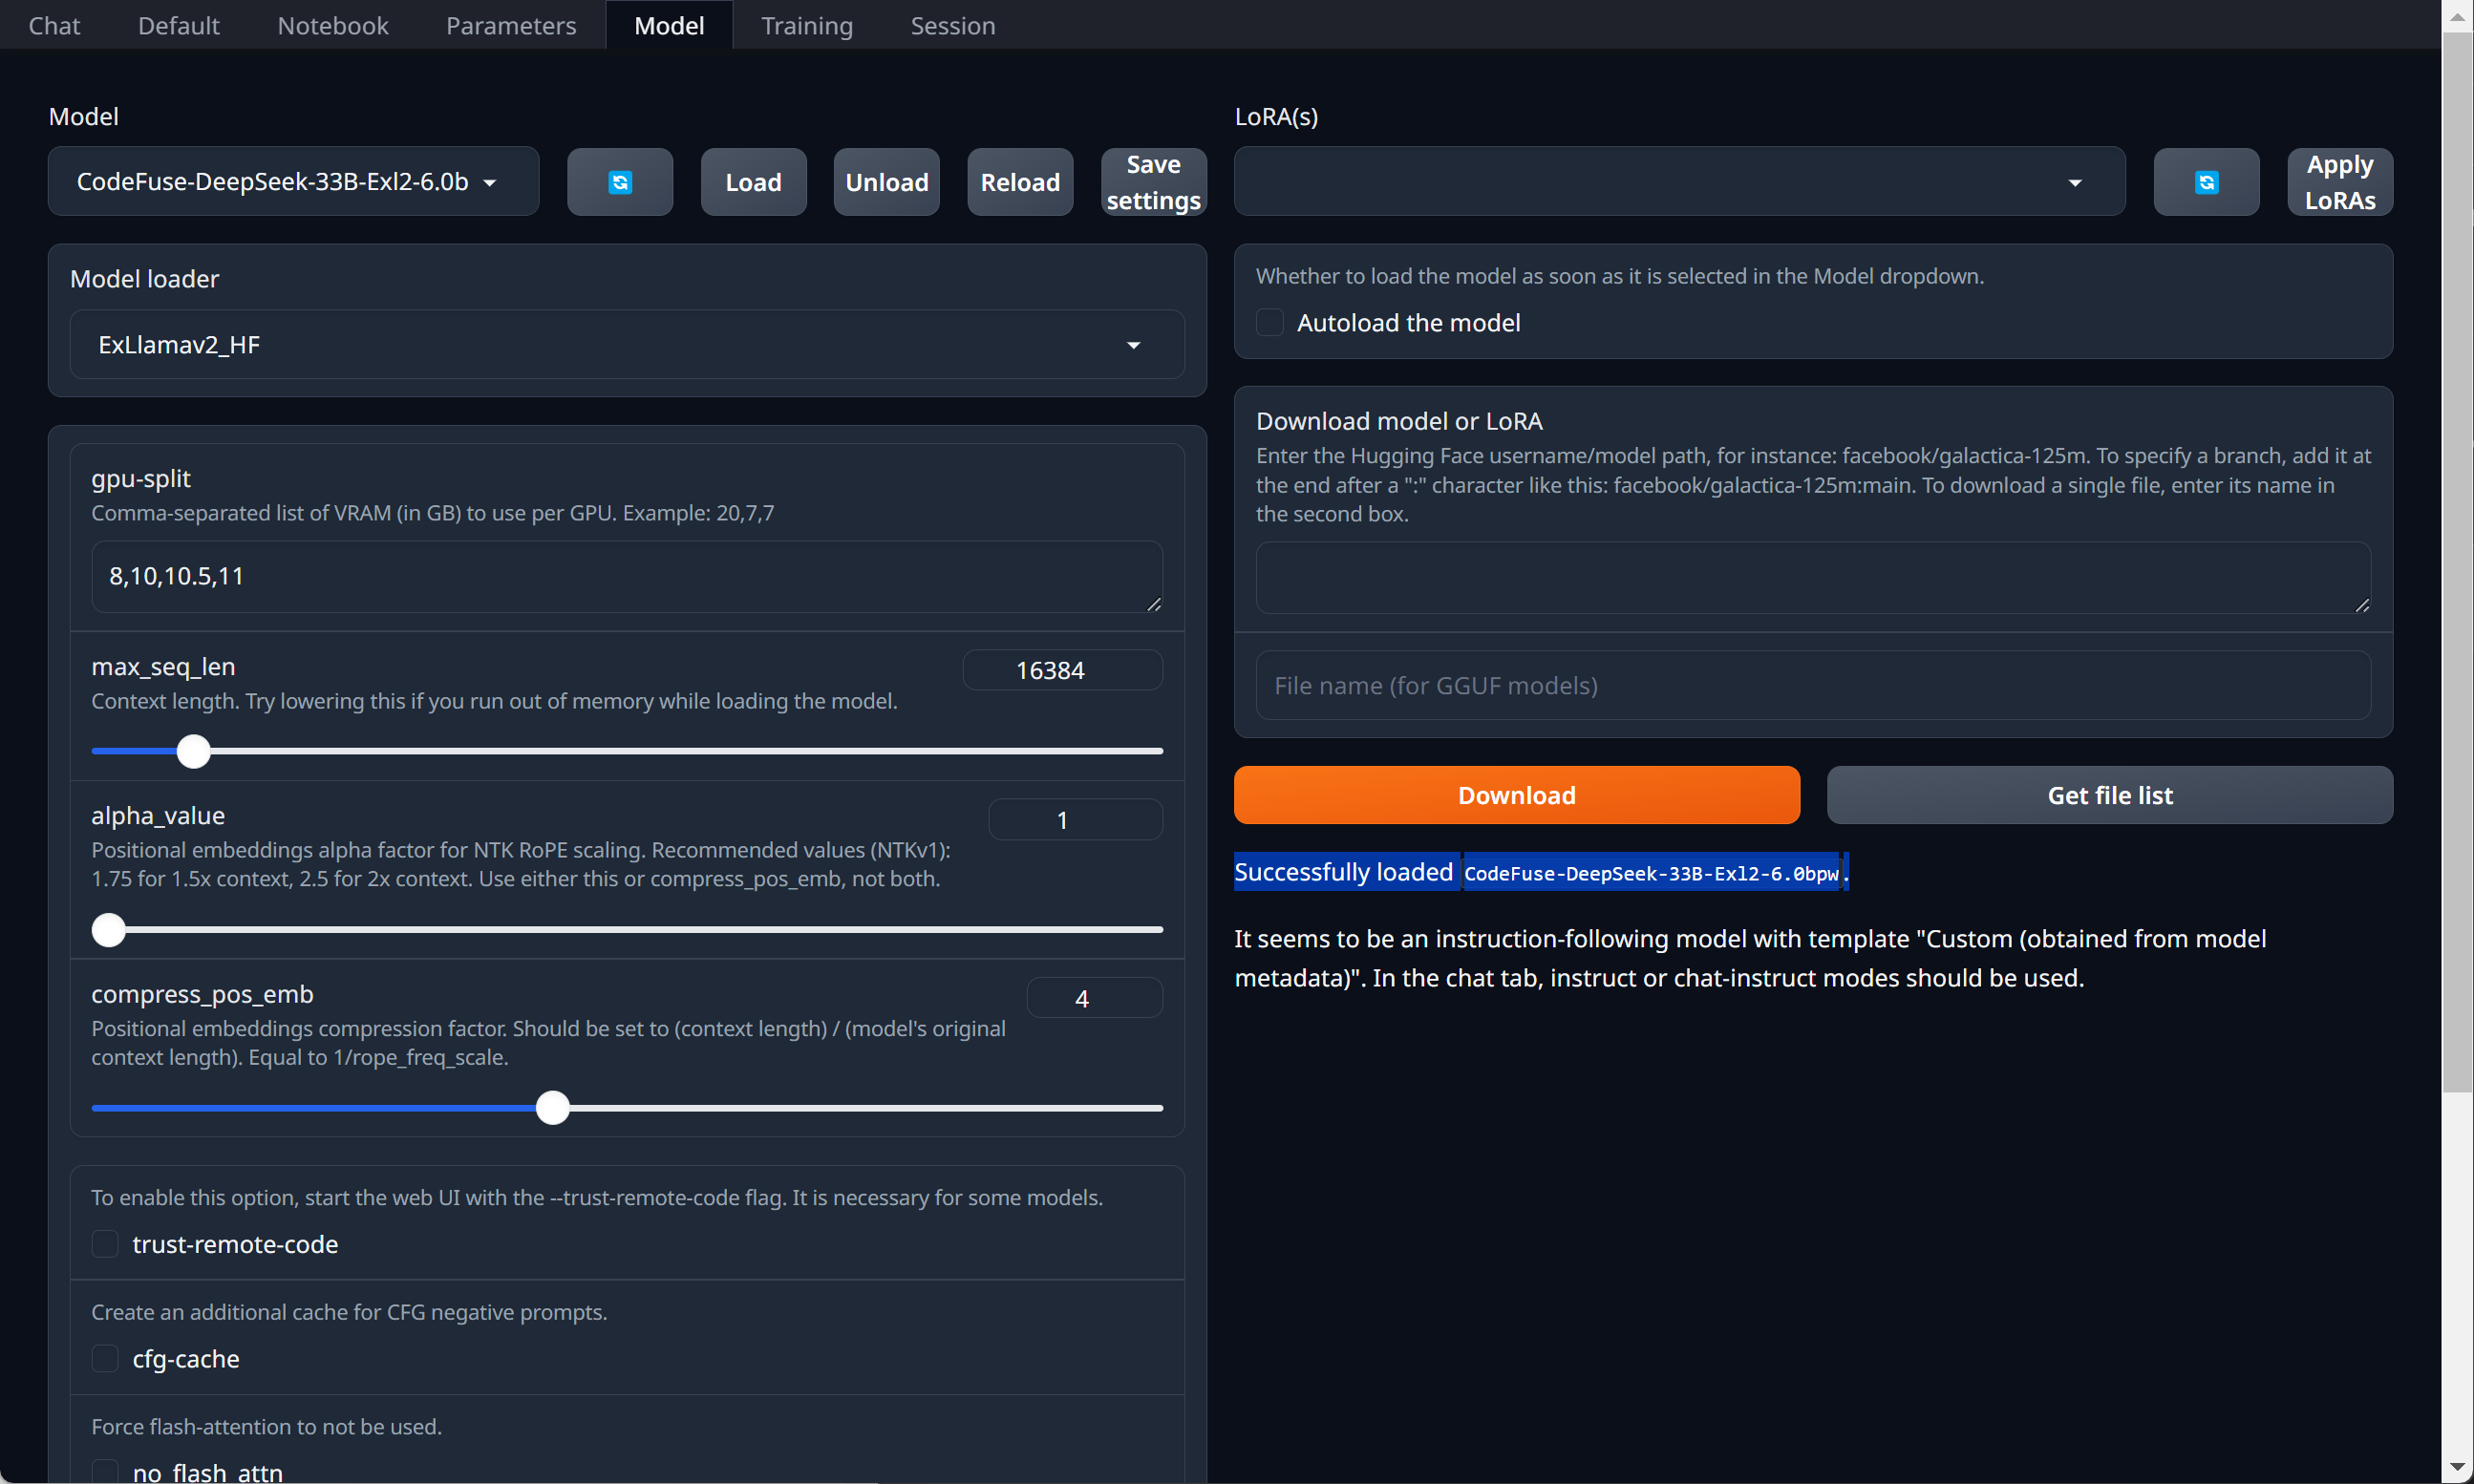 Chat Default Notebook Parameters Model Training Session
Model
CodeFuse-DeepSeek-33B-Exl2-6.0b
Load
Unload
Reload
Save
settings
Model loader
ExLlamav2_HF
gpu-split
Comma-separated list of VRAM (in GB) to use per GPU. Example: 20,7,7
8,10,10.5,11
max_seq_len
16384
Context length. Try lowering this if you run out of memory while loading the model.
alpha_value
1
Positional embeddings alpha factor for NTK RoPE scaling. Recommended values (NTKv1):
1.75 for 1.5x context, 2.5 for 2x context. Use either this or compress_pos_emb, not both.
compress_pos_emb
4
Positional embeddings compression factor. Should be set to (context length) / (model's original
context length). Equal to 1/rope_freq_scale.
To enable this option, start the web UI with the --trust-remote-code flag. It is necessary for some models.
trust-remote-code
Create an additional cache for CFG negative prompts.
cfg-cache
Force flash-attention to not be used.
no_flash_attn
LoRA(s)
Apply
LoRAs
Whether to load the model as soon as it is selected in the Model dropdown.
Autoload the model
Download model or LoRA
Enter the Hugging Face username/model path, for instance: facebook/galactica-125m. To specify a branch, add it at
the end after a ":" character like this: facebook/galactica-125m:main. To download a single file, enter its name in
the second box.
File name (for GGUF models)
Download
Get file list
Successfully loaded CodeFuse-DeepSeek-33B-Exl2-6.0bpw.
It seems to be an instruction-following model with template "Custom (obtained from model
metadata)". In the chat tab, instruct or chat-instruct modes should be used.